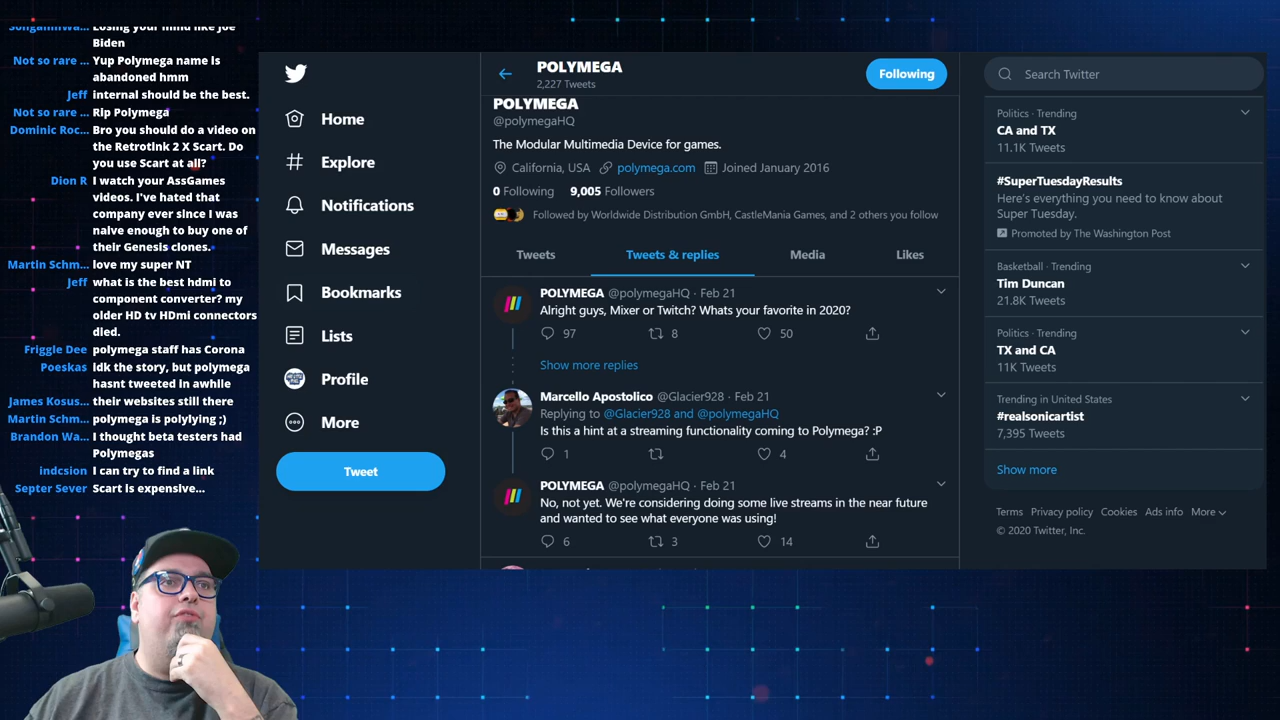 Losing your mind like Joe
Biden
Not so rare ... Yup Polymega name Is
abandoned hmm
Jeff internal should be the best.
Not so rare ... Rip Polymega
Dominic Roc... Bro you should do a video on
the RetrotInk 2 X Scart. Do
you use Scart at all?
Dion R I watch your AssGames
videos. I've hated that
company ever since I was
naive enough to buy one of
their Genesis clones.
Martin Schm... love my super NT
Jeff what is the best hdmi to
component converter? my
older HD tv HDmi connectors
died.
Friggle Dee polymega staff has Corona
Poeskas Idk the story, but polymega
hasnt tweeted in awhile
James Kosus... their websites still there
Martin Schm... polymega is polylying ;)
Brandon Wa... I thought beta testers had
Polymegas
indcsion I can try to find a link
Septer Sever Scart is expensive...
Home
Explore
Notifications
Messages
Bookmarks
Lists
Profile
More
Tweet
POLYMEGA
2,227 Tweets
Following
POLYMEGA
@polymegaHQ
The Modular Multimedia Device for games.
California, USA polymega.com Joined January 2016
0 Following 9,005 Followers
Followed by Worldwide Distribution GmbH, CastleMania Games, and 2 others you follow
Tweets Tweets & replies Media Likes
POLYMEGA @polymegaHQ · Feb 21
Alright guys, Mixer or Twitch? Whats your favorite in 2020?
97 8 50
Show more replies
Marcello Apostolico @Glacier928 · Feb 21
Replying to @Glacier928 and @polymegaHQ
Is this a hint at a streaming functionality coming to Polymega? :P
1 4
POLYMEGA @polymegaHQ · Feb 21
No, not yet. We're considering doing some live streams in the near future
and wanted to see what everyone was using!
6 3 14
Search Twitter
Politics · Trending
CA and TX
11.1K Tweets
#SuperTuesdayResults
Here's everything you need to know about
Super Tuesday.
Promoted by The Washington Post
Basketball · Trending
Tim Duncan
21.8K Tweets
Politics · Trending
TX and CA
11K Tweets
Trending in United States
#realsonicartist
7,395 Tweets
Show more
Terms Privacy policy Cookies Ads info More
© 2020 Twitter, Inc.